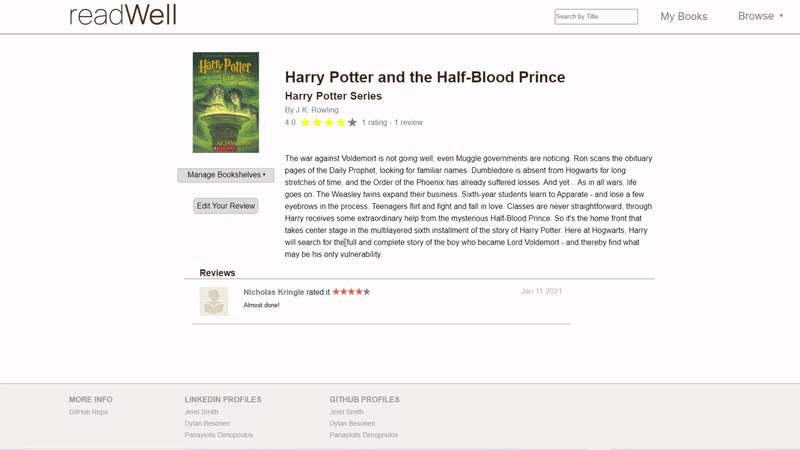 readWell
Search by Title
My Books
Browse
Harry Potter
Harry Potter and the Half-Blood Prince
Harry Potter Series
By J.K. Rowling
4.0 ★★★★★ 1 rating - 1 review
Manage Bookshelves ▾
Edit Your Review
The war against Voldemort is not going well; even Muggle governments are noticing. Ron scans the obituary
pages of the Daily Prophet, looking for familiar names. Dumbledore is absent from Hogwarts for long
stretches of time, and the Order of the Phoenix has already suffered losses. And yet... As in all wars, life
goes on. The Weasley twins expand their business. Sixth-year students learn to Apparate - and lose a few
eyebrows in the process. Teenagers flirt and fight and fall in love. Classes are never straightforward, through
Harry receives some extraordinary help from the mysterious Half-Blood Prince. So it's the home front that
takes center stage in the multilayered sixth installment of the story of Harry Potter. Here at Hogwarts, Harry
will search for the full and complete story of the boy who became Lord Voldemort - and thereby find what
may be his only vulnerability.
Reviews
Nicholas Kringle rated it ★★★★★
Jan 11 2021
Almost done!
MORE INFO
GitHub Repo
LINKEDIN PROFILES
Jerel Smith
Dylan Besonen
Panayiotis Dimopoulos
GITHUB PROFILES
Jerel Smith
Dylan Besonen
Panayiotis Dimopoulos